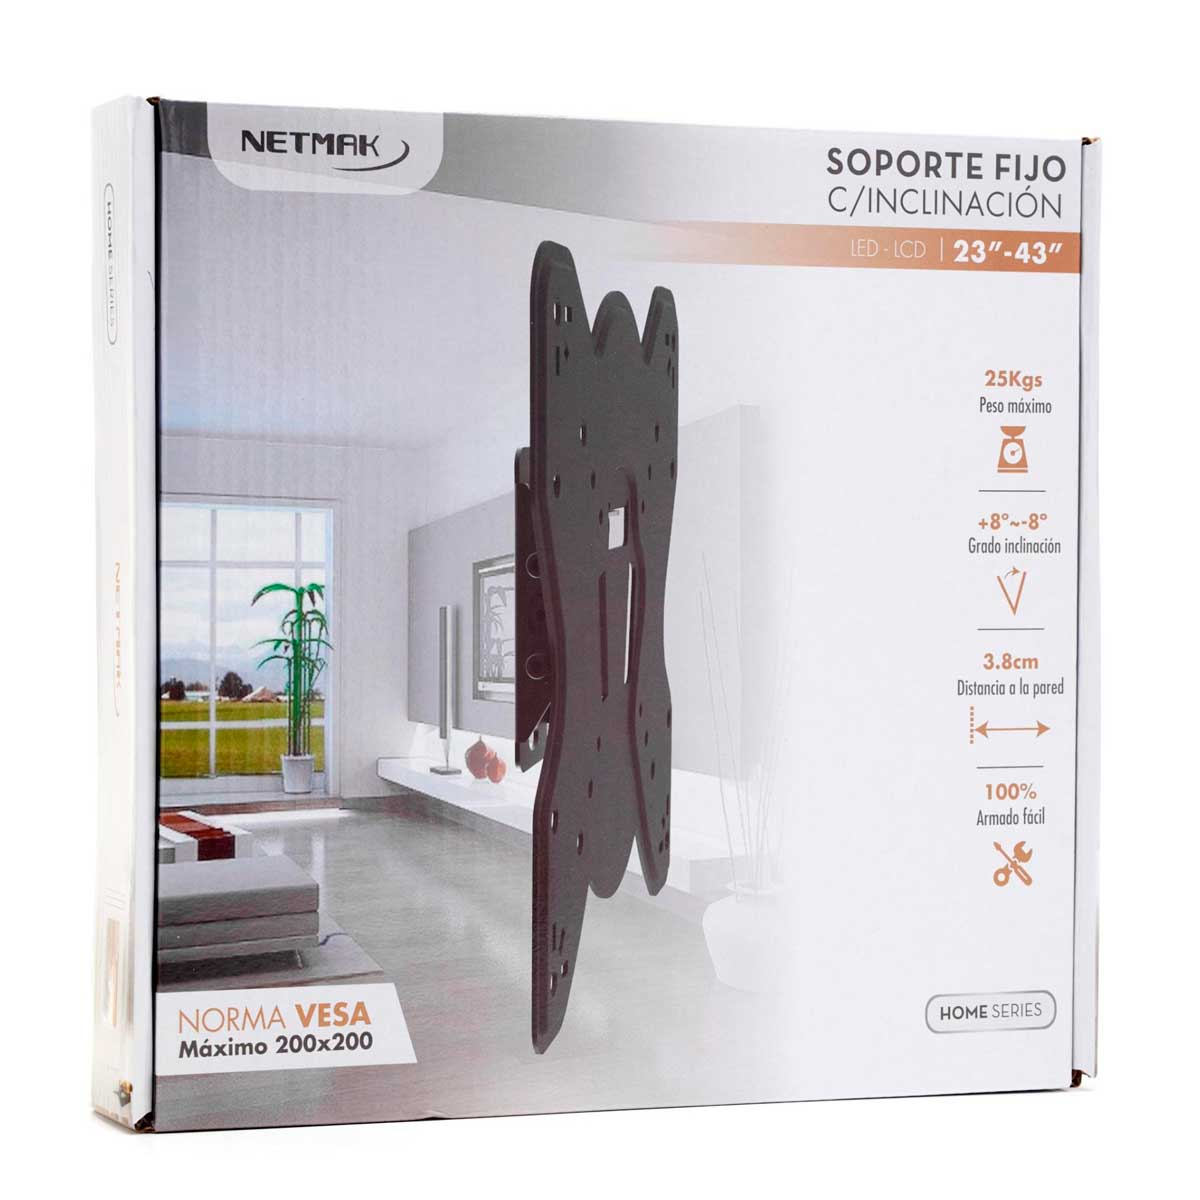 NETMAK
SOPORTE FIJO
C/INCLINACIÓN
LED - LCD | 23"-43"
25Kgs
Peso máximo
+8°~-8°
Grado inclinación
3.8cm
Distancia a la pared
100%
Armado fácil
NORMA VESA
Máximo 200x200
HOME SERIES
HOME SERIES
NETMAK